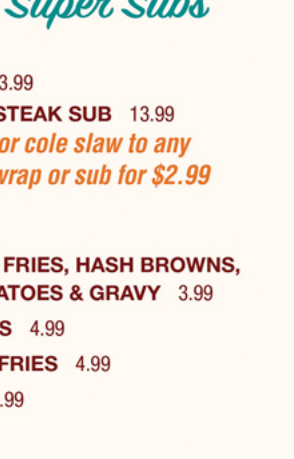 Super Subs
3.99
STEAK SUB 13.99
or cole slaw to any
wrap or sub for $2.99
FRIES, HASH BROWNS,
ATOES & GRAVY 3.99
S 4.99
FRIES 4.99
.99